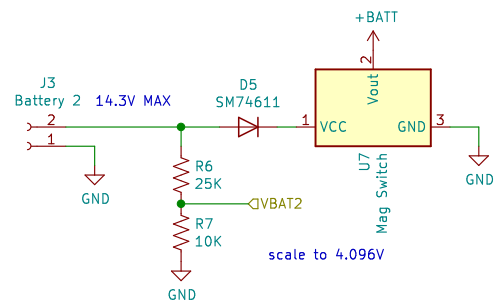 +BATT
J3
Battery 2 14.3V MAX
D5
SM74611
2
Vout
2
1
1
VCC
GND
3
U7
Mag Switch
GND
R6
25K
GND
VBAT2
R7
10K
scale to 4.096V
GND